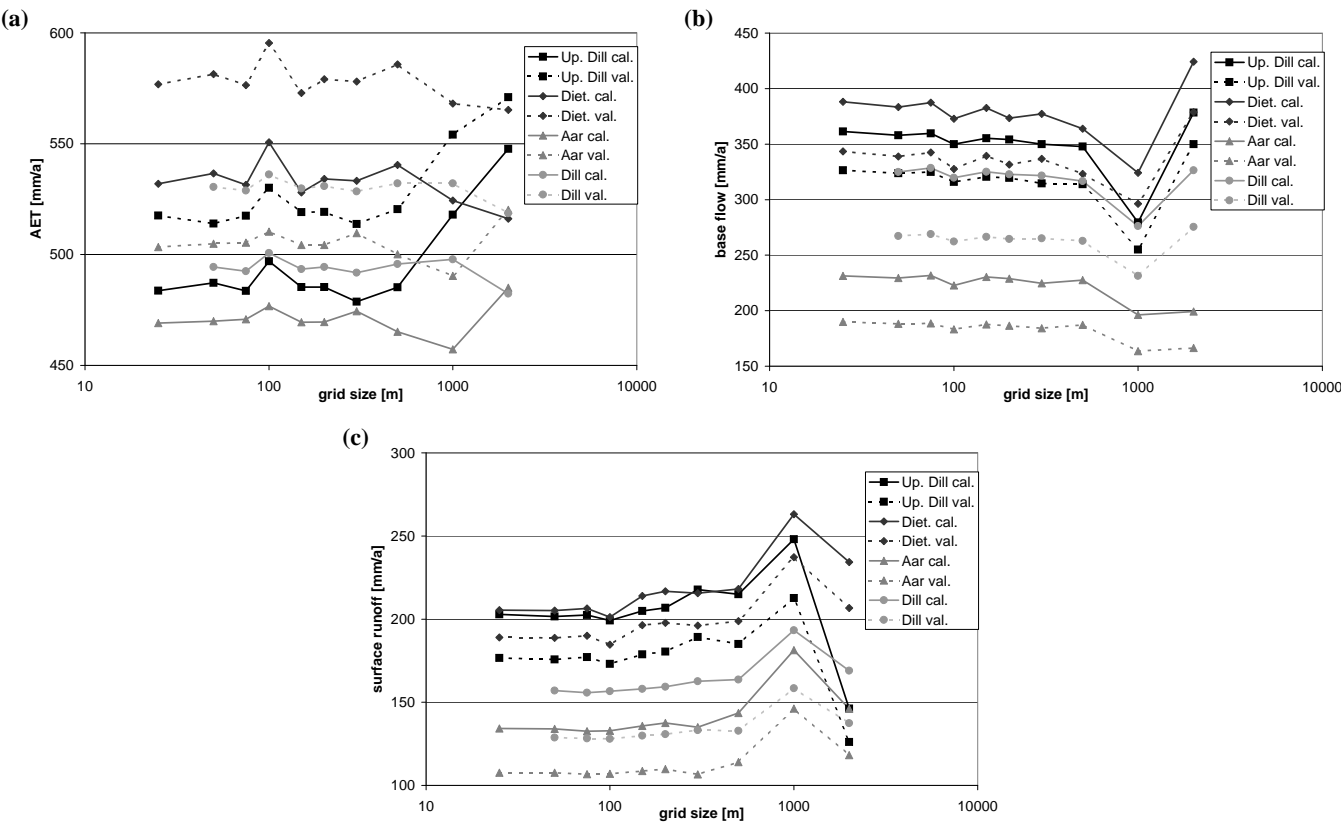 (a)
600
550
500
450
AET [mm/a]
10
100
1000
10000
grid size [m]
Up. Dill cal.
Up. Dill val.
Diet. cal.
Diet. val.
Aar cal.
Aar val.
Dill cal.
Dill val.
(b)
450
400
350
300
250
200
150
base flow [mm/a]
10
100
1000
10000
grid size [m]
Up. Dill cal.
Up. Dill val.
Diet. cal.
Diet. val.
Aar cal.
Aar val.
Dill cal.
Dill val.
(c)
300
250
200
150
100
surface runoff [mm/a]
10
100
1000
10000
grid size [m]
Up. Dill cal.
Up. Dill val.
Diet. cal.
Diet. val.
Aar cal.
Aar val.
Dill cal.
Dill val.